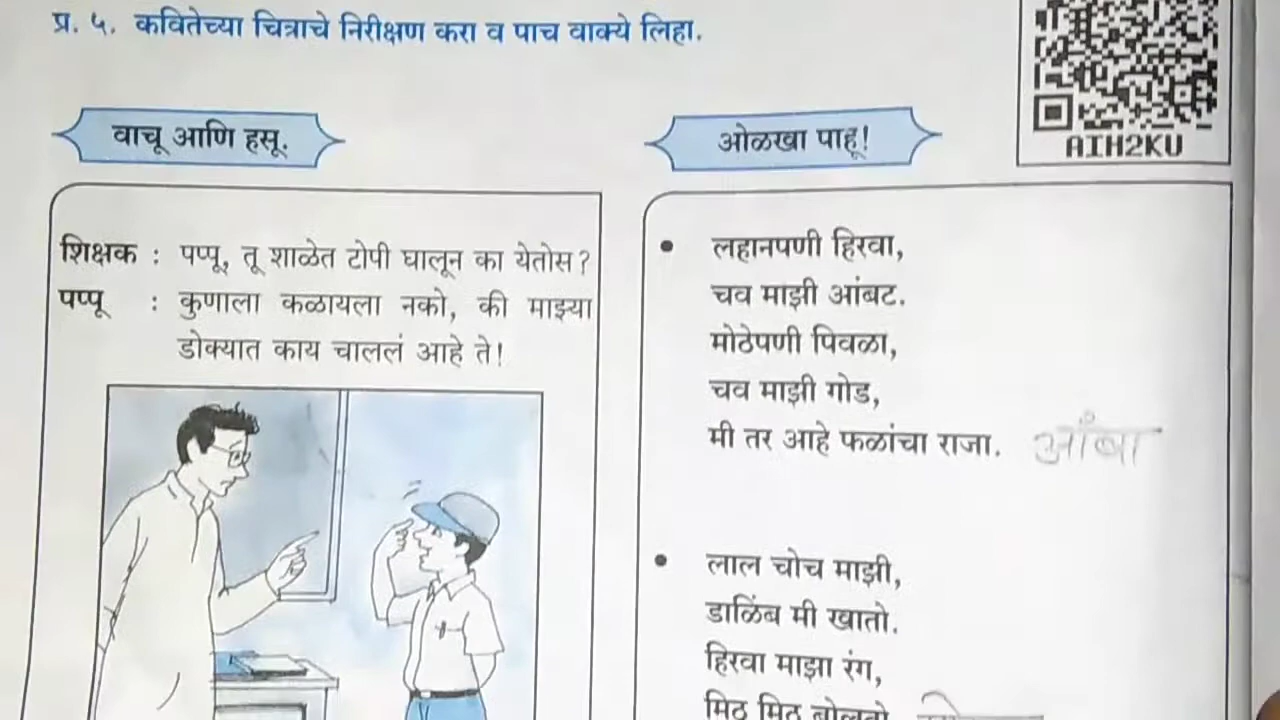 प्र. ५. कवितेच्या चित्राचे निरीक्षण करा व पाच वाक्ये लिहा.
AIH2KU
वाचू आणि हसू.
शिक्षक : पप्पू, तू शाळेत टोपी घालून का येतोस?
पप्पू : कुणाला कळायला नको, की माझ्या
डोक्यात काय चाललं आहे ते!
ओळखा पाहू!
• लहानपणी हिरवा,
चव माझी आंबट.
मोठेपणी पिवळा,
चव माझी गोड,
मी तर आहे फळांचा राजा. आँबा
• लाल चोच माझी,
डाळिंब मी खातो.
हिरवा माझा रंग,
मिठू मिठू बोलतो